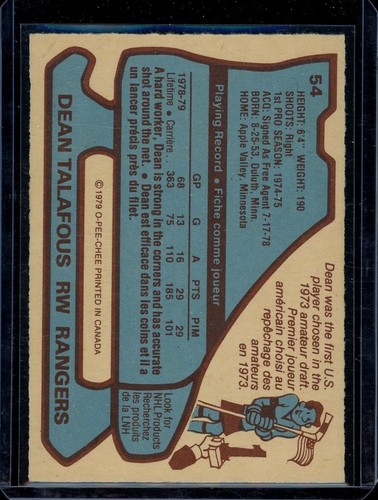 54
HEIGHT: 6'4" WEIGHT: 190
SHOOTS: Right
1st PRO SEASON: 1974-75
ACQ: Signed As Free Agent 7-17-78
BORN: 8-25-53, Duluth, Minn.
HOME: Apple Valley, Minnesota
Dean was the first U.S.
player chosen in the
1973 amateur draft.
Premier joueur
américain choisi au
repêchage des
amateurs
en 1973.
Playing Record • Fiche comme joueur
GP G A PTS PIM
1978-79 68 13 16 29 29
Lifetime • Carrière 363 75 110 185 101
A hard worker, Dean is strong in the corners and has accurate
shot around the net. • Dean est efficace dans les coins et il a
un lancer précis près du filet.
Look for
NHL Products
Recherchez
les produits
de la LNH
©1979 O-PEE-CHEE PRINTED IN CANADA
DEAN TALAFOUS RW RANGERS